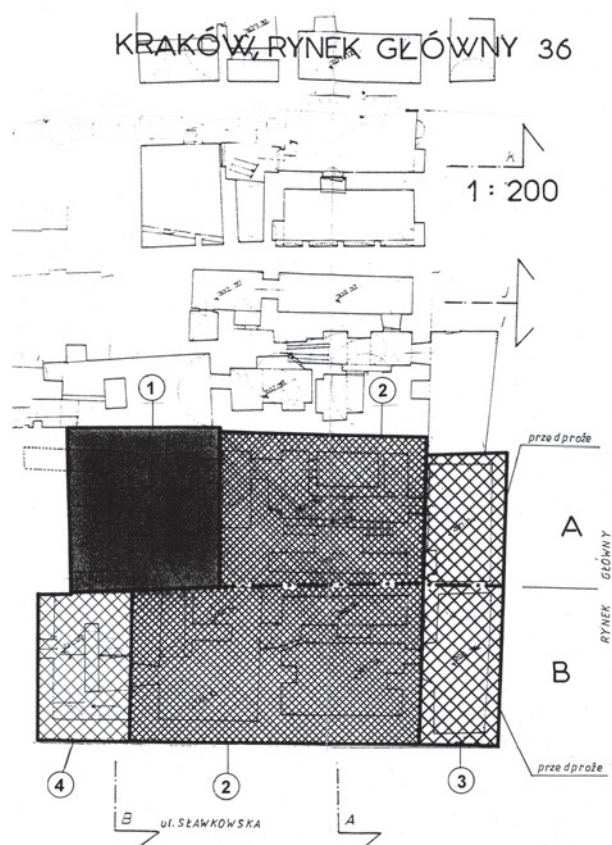 KRAKÓW, RYNEK GŁÓWNY 36
K
1 : 200
J
1
2
przedproże
A
RYNEK GŁÓWNY
B
przedproże
4
2
3
B
ul. SŁAWKOWSKA
A